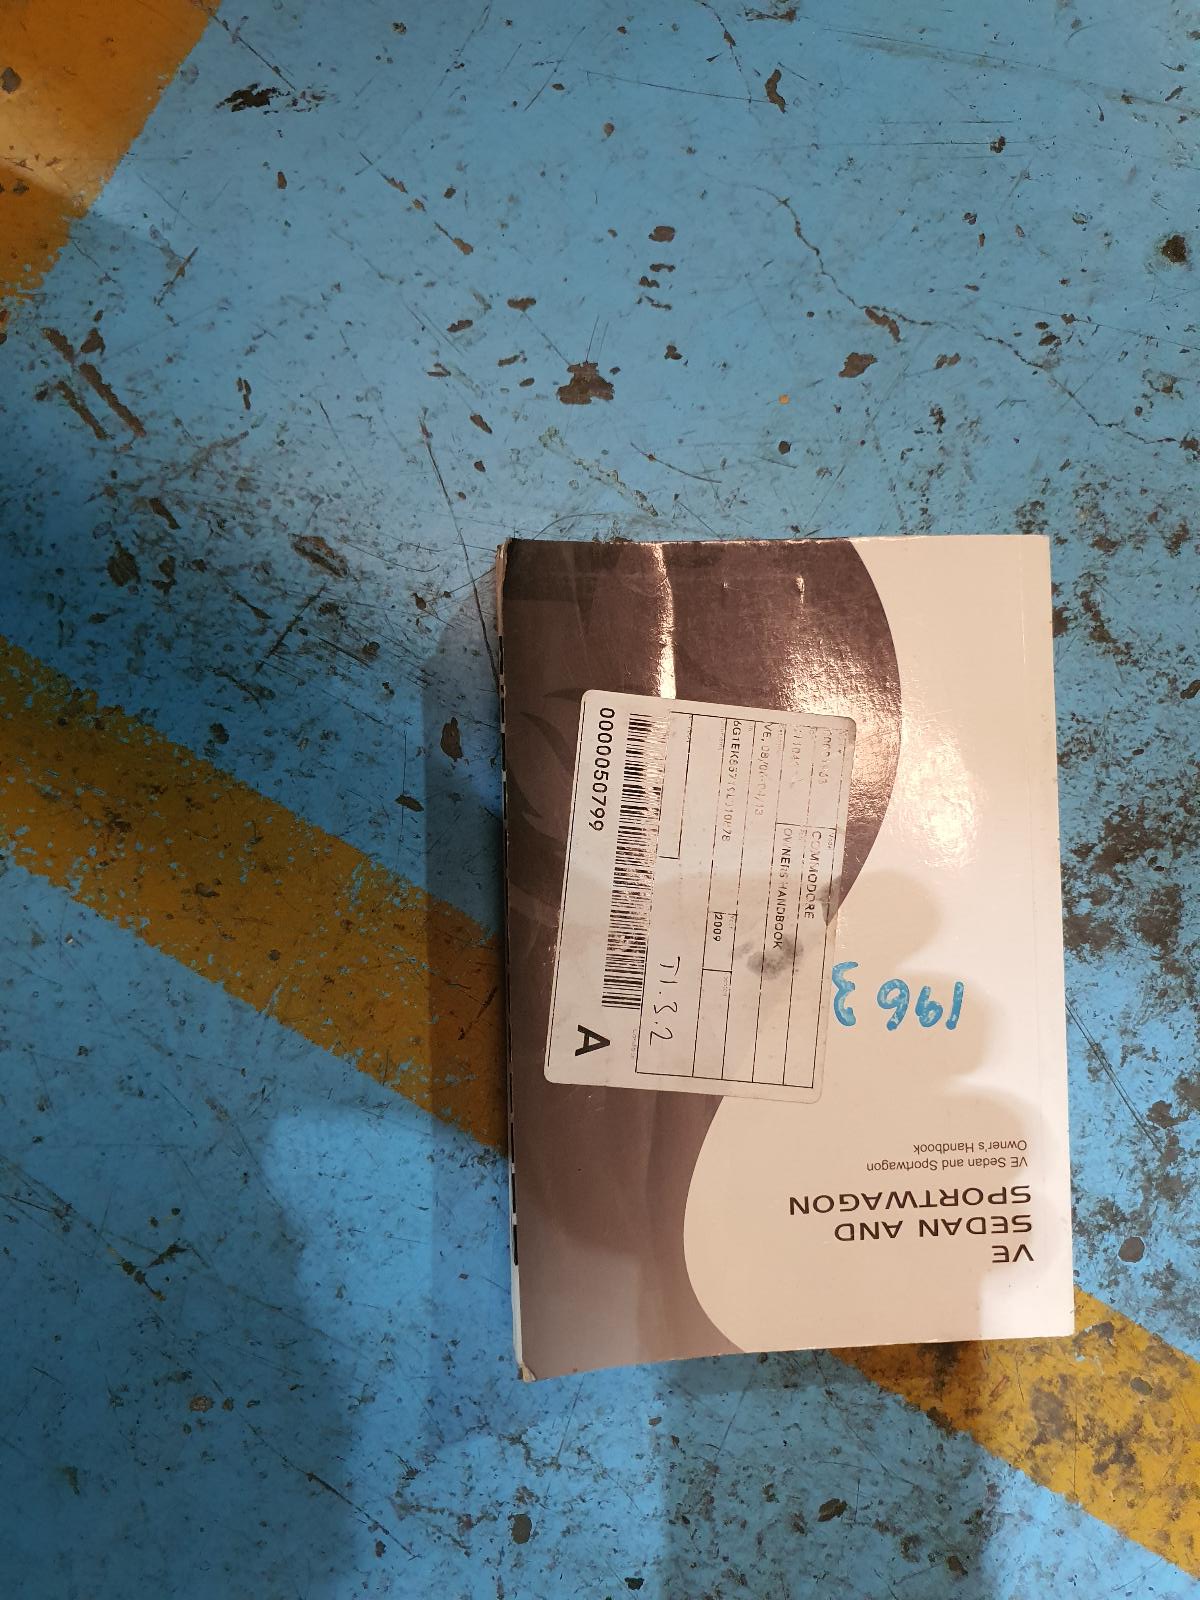 VE
SEDAN AND
SPORTWAGON
VE Sedan and Sportwagon
Owner's Handbook
1963
COMMODORE
OWNERS HANDBOOK
2009
T1.3.2
0000050799
A